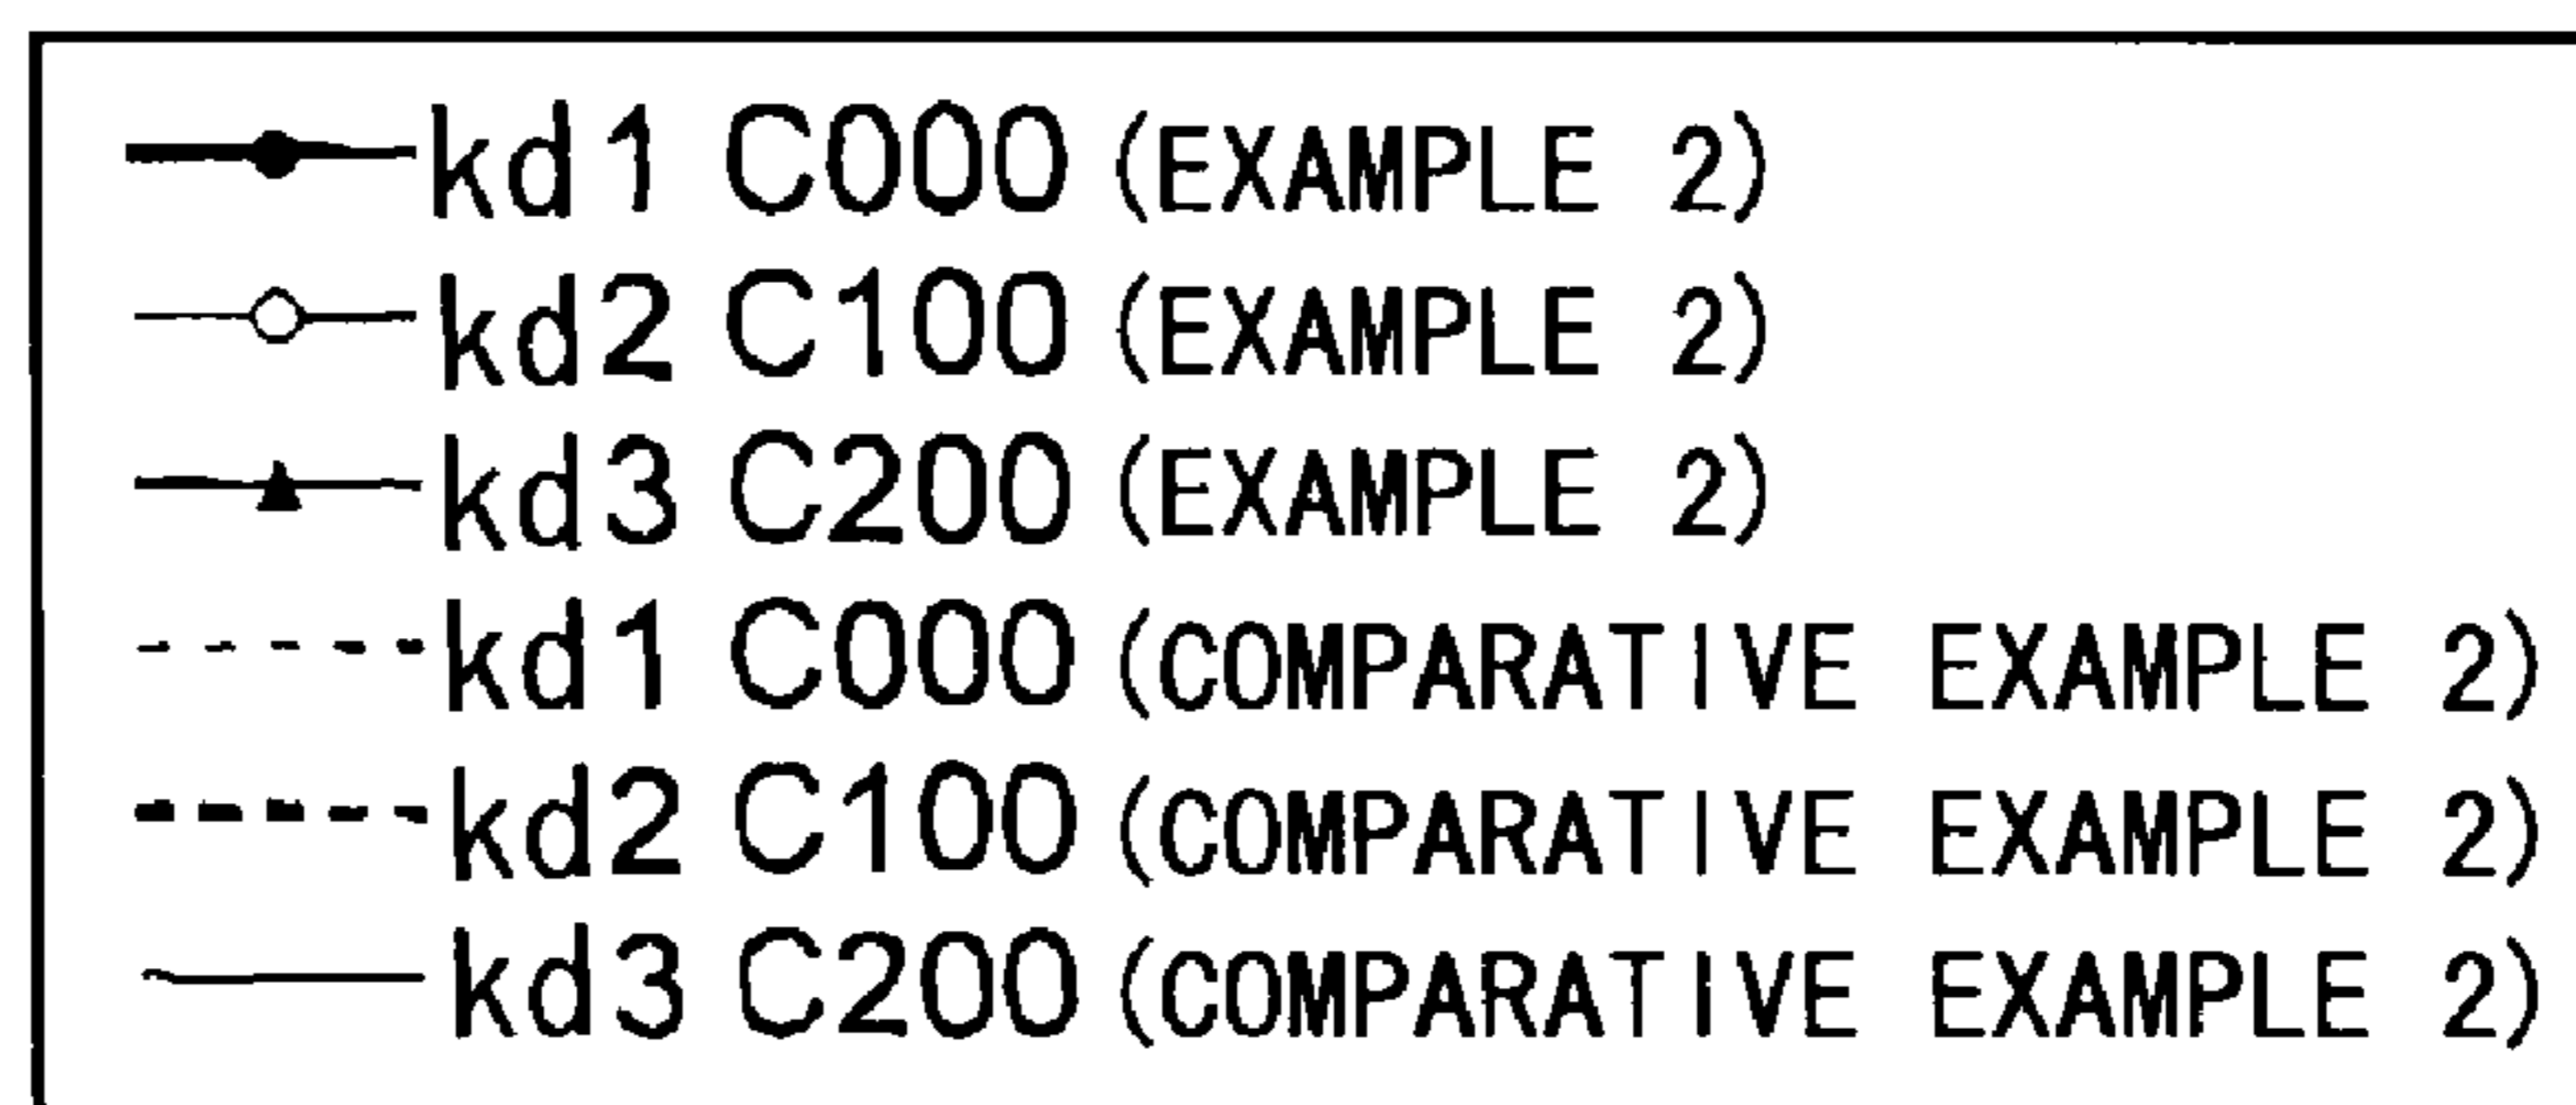 kd1 C000 (EXAMPLE 2)
kd2 C100 (EXAMPLE 2)
kd3 C200 (EXAMPLE 2)
kd1 C000 (COMPARATIVE EXAMPLE 2)
kd2 C100 (COMPARATIVE EXAMPLE 2)
kd3 C200 (COMPARATIVE EXAMPLE 2)